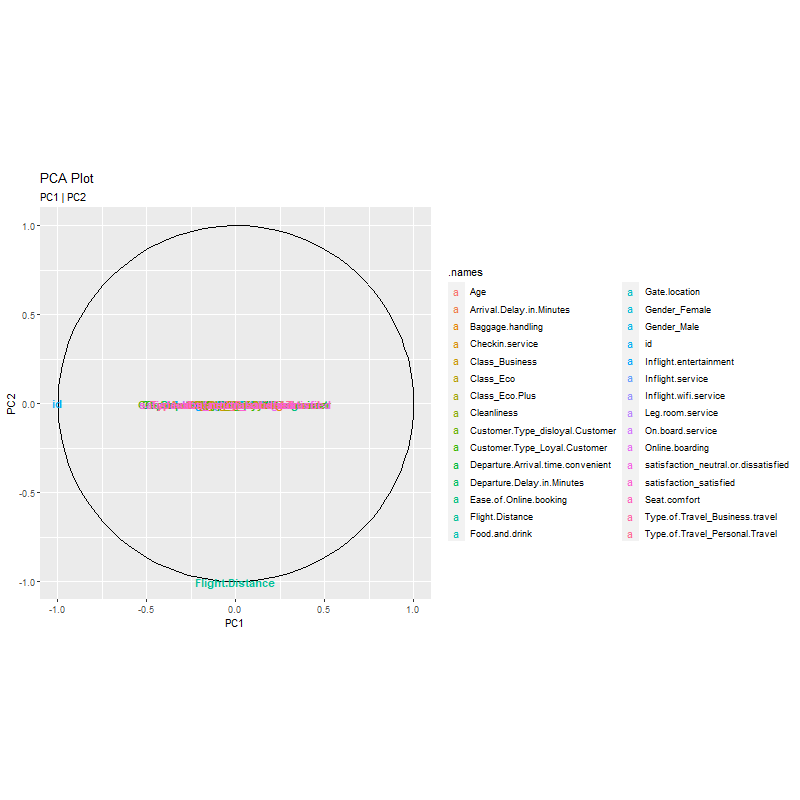 PCA Plot
PC1 | PC2
1.0
0.5
0.0
-0.5
-1.0
PC2
id
Flight.Distance
-1.0
-0.5
0.0
0.5
1.0
PC1
.names
a Age
a Arrival.Delay.in.Minutes
a Baggage.handling
a Checkin.service
a Class_Business
a Class_Eco
a Class_Eco.Plus
a Cleanliness
a Customer.Type_disloyal.Customer
a Customer.Type_Loyal.Customer
a Departure.Arrival.time.convenient
a Departure.Delay.in.Minutes
a Ease.of.Online.booking
a Flight.Distance
a Food.and.drink
a Gate.location
a Gender_Female
a Gender_Male
a id
a Inflight.entertainment
a Inflight.service
a Inflight.wifi.service
a Leg.room.service
a On.board.service
a Online.boarding
a satisfaction_neutral.or.dissatisfied
a satisfaction_satisfied
a Seat.comfort
a Type.of.Travel_Business.travel
a Type.of.Travel_Personal.Travel